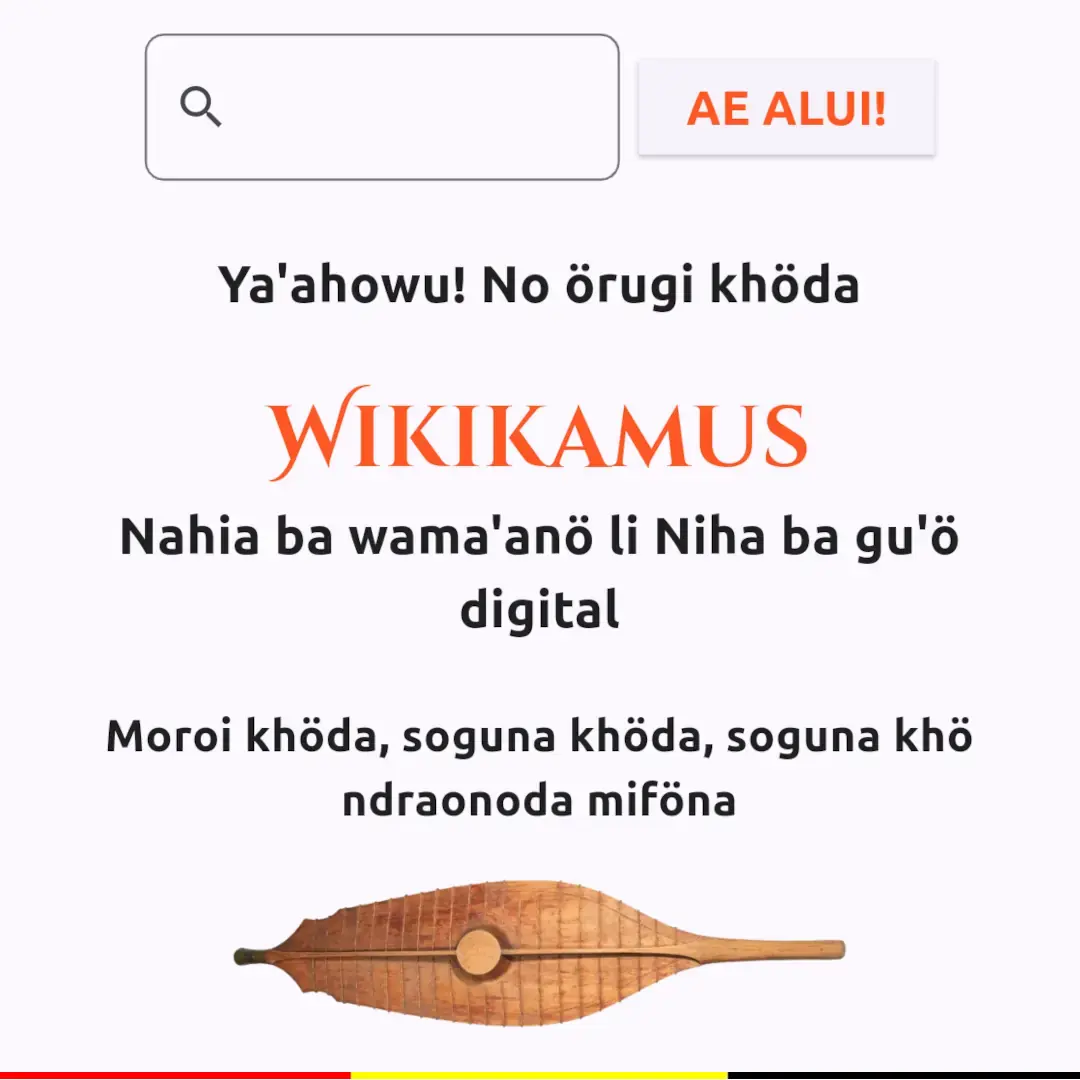 AE ALUI!
Ya'ahowu! No örugi khöda
WIKIKAMUS
Nahia ba wama'anö li Niha ba gu'ö
digital
Moroi khöda, soguna khöda, soguna khö
ndraonoda miföna